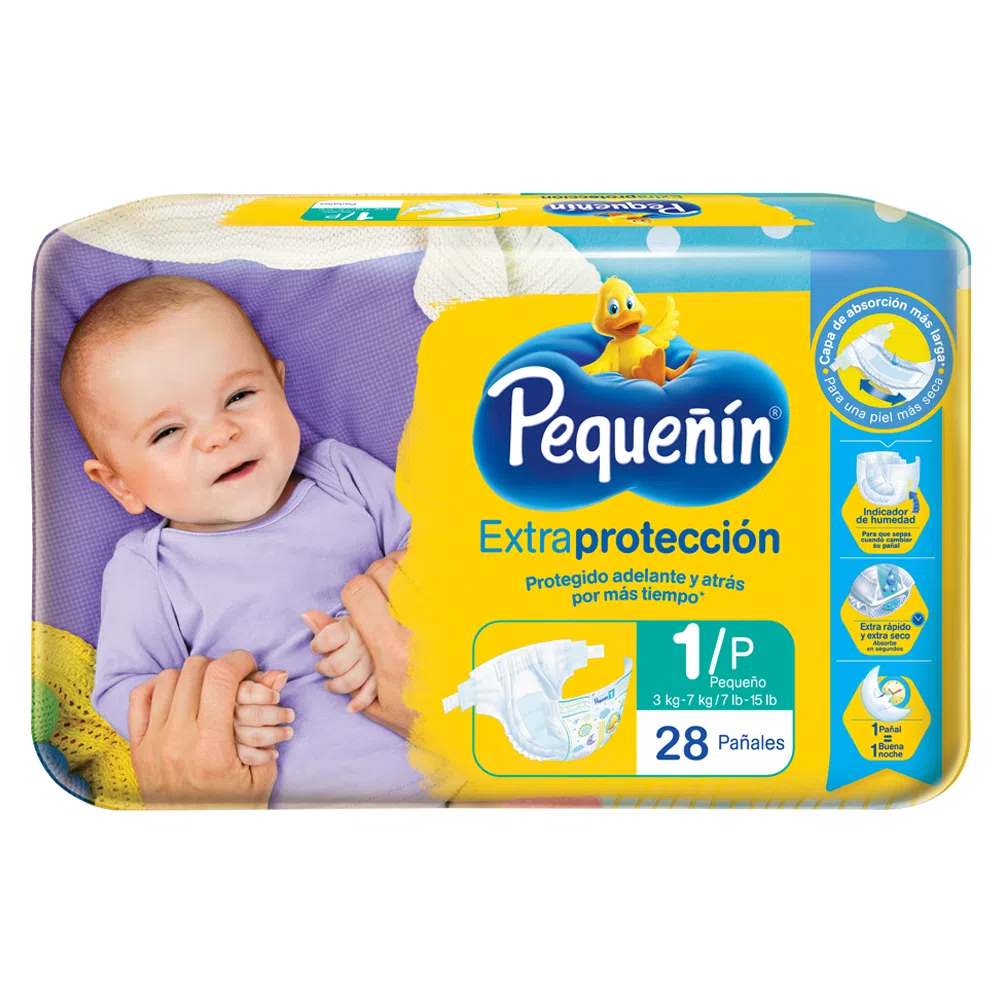 1/P
Pequeñín
Extraprotección
Capa de absorción más larga*
Para una piel más seca
Pequeñín®
Extraprotección
Protegido adelante y atrás
por más tiempo*
1/P
Pequeño
3 kg-7 kg/7 lb-15 lb
28 Pañales
Indicador
de humedad
Para que sepas
cuando cambiar
su pañal
Extra rápido
y extra seco
Absorbe
en segundos
1 Pañal
=
1 Buena
noche